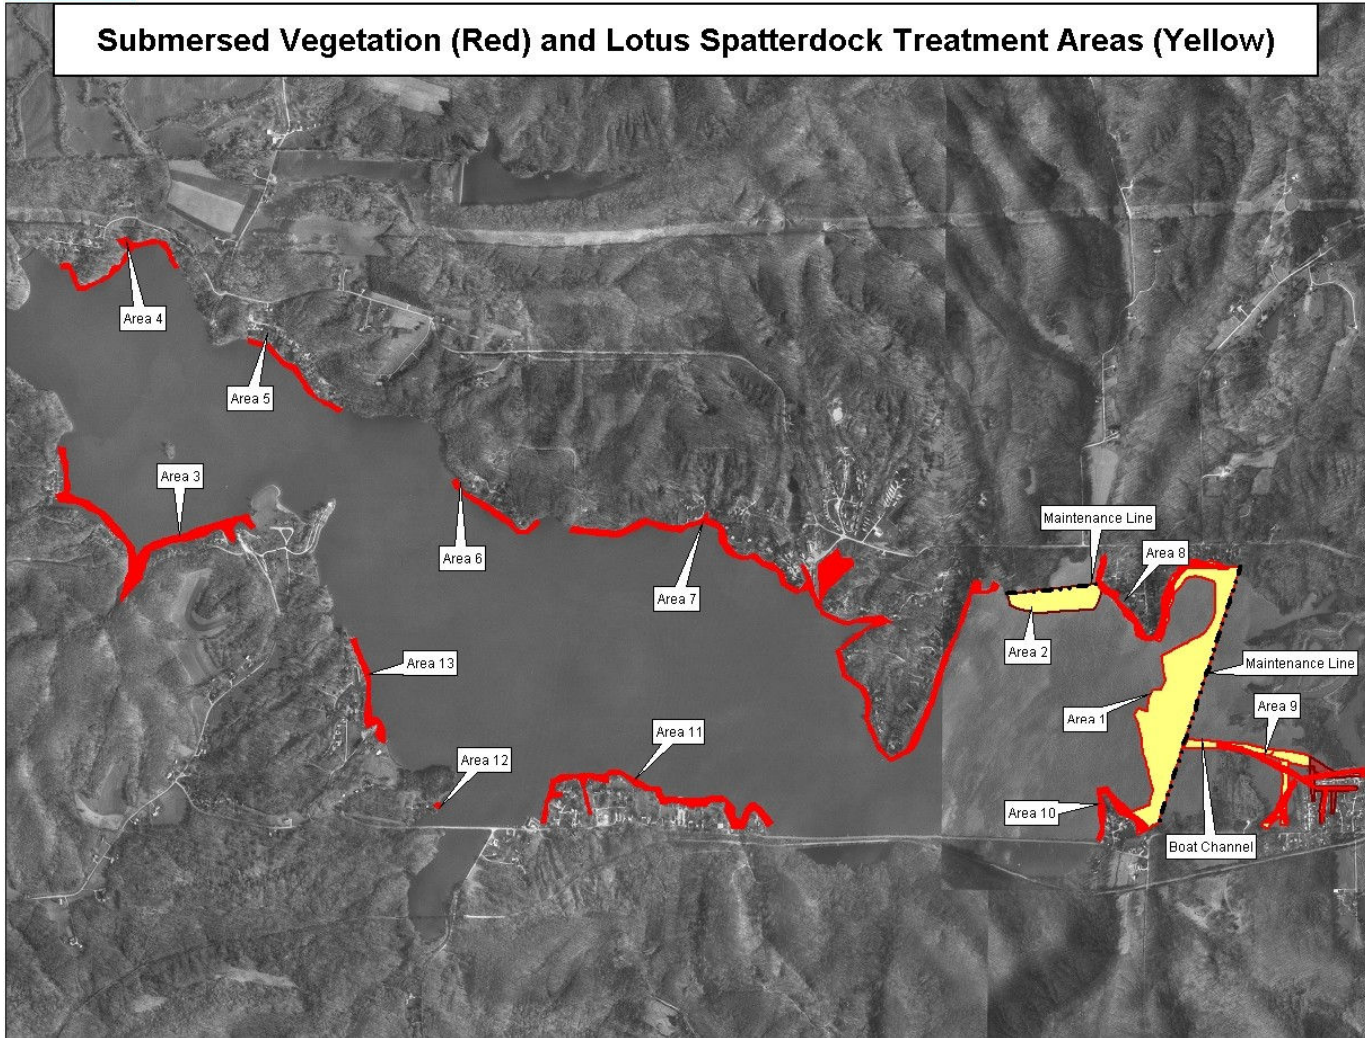 Submersed Vegetation (Red) and Lotus Spatterdock Treatment Areas (Yellow)
Area 4
Area 5
Area 3
Area 6
Area 7
Maintenance Line
Area 8
Area 2
Area 13
Maintenance Line
Area 1
Area 9
Area 11
Area 12
Area 10
Boat Channel